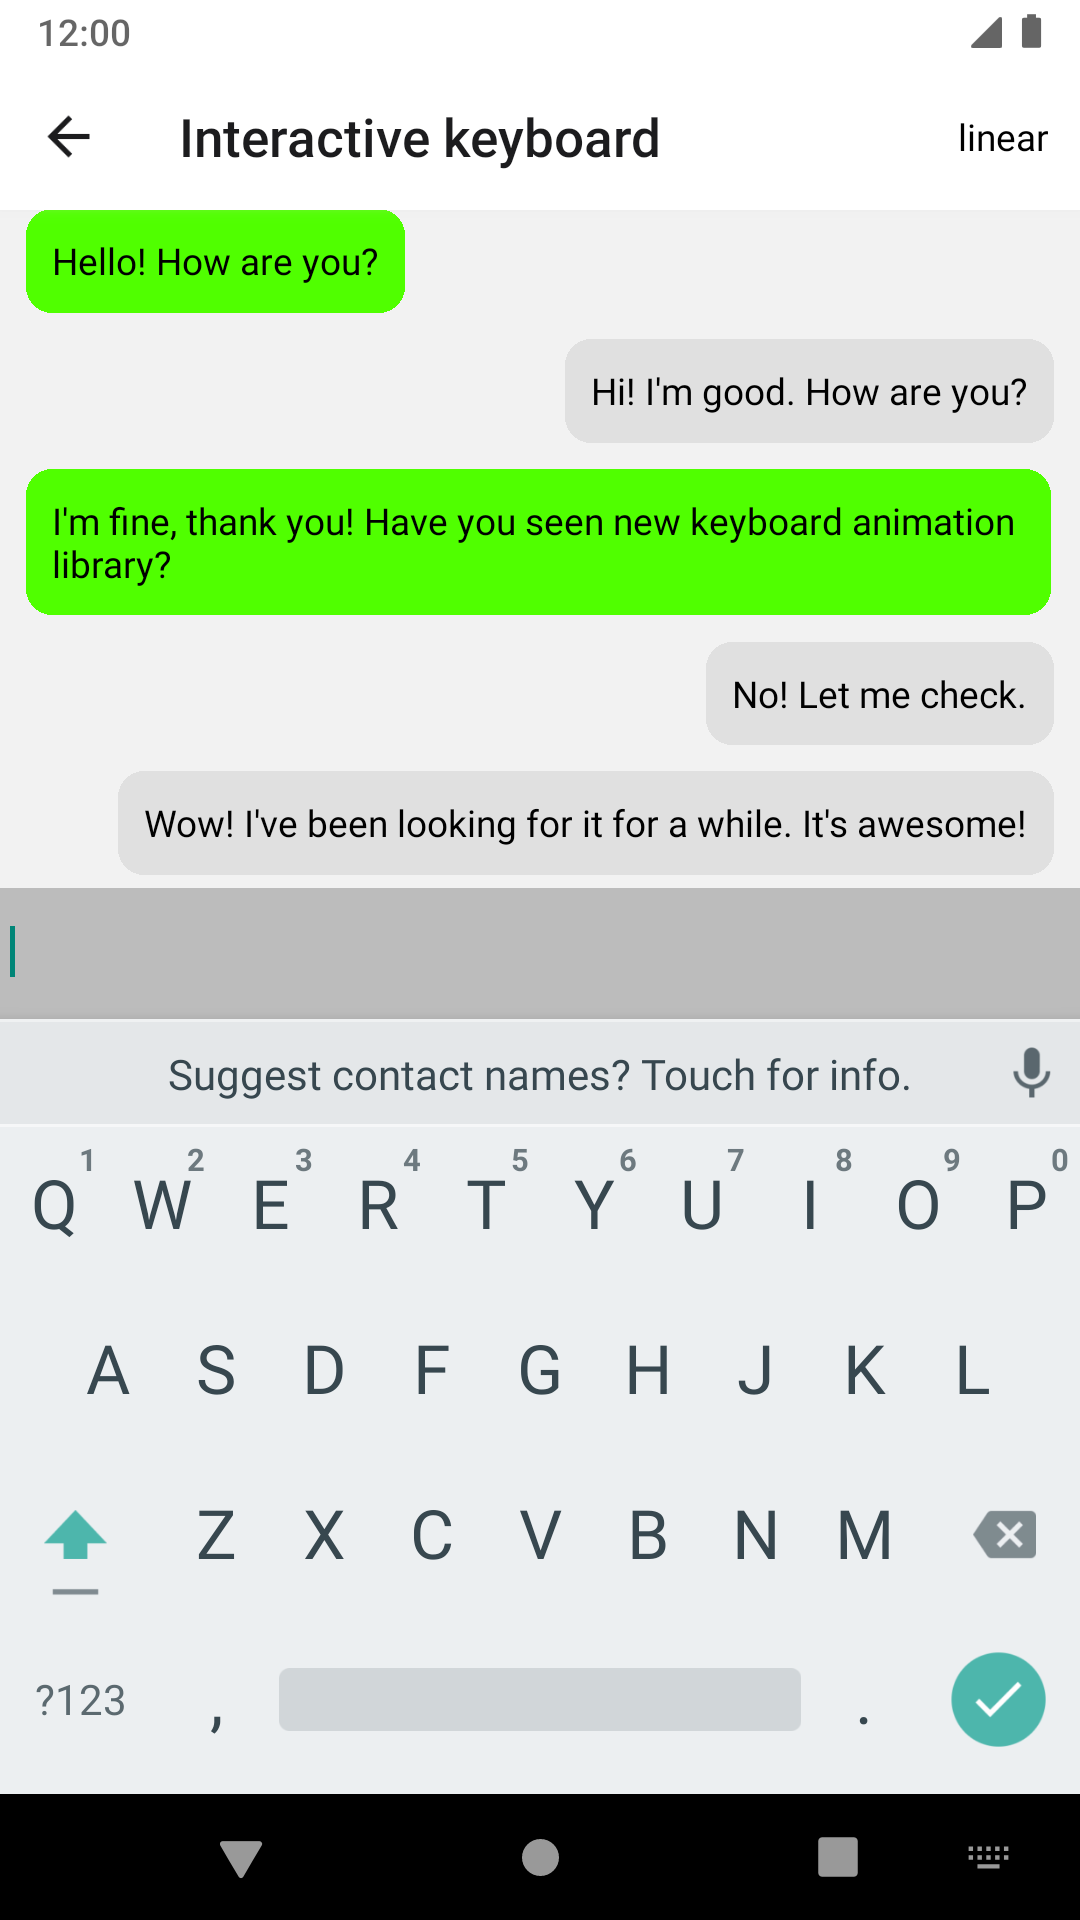 12:00
Interactive keyboard
linear
Hello! How are you?
Hi! I'm good. How are you?
I'm fine, thank you! Have you seen new keyboard animation
library?
No! Let me check.
Wow! I've been looking for it for a while. It's awesome!
Suggest contact names? Touch for info.
1 2 3 4 5 6 7 8 9 0
Q W E R T Y U I O P
A S D F G H J K L
Z X C V B N M
?123 , .